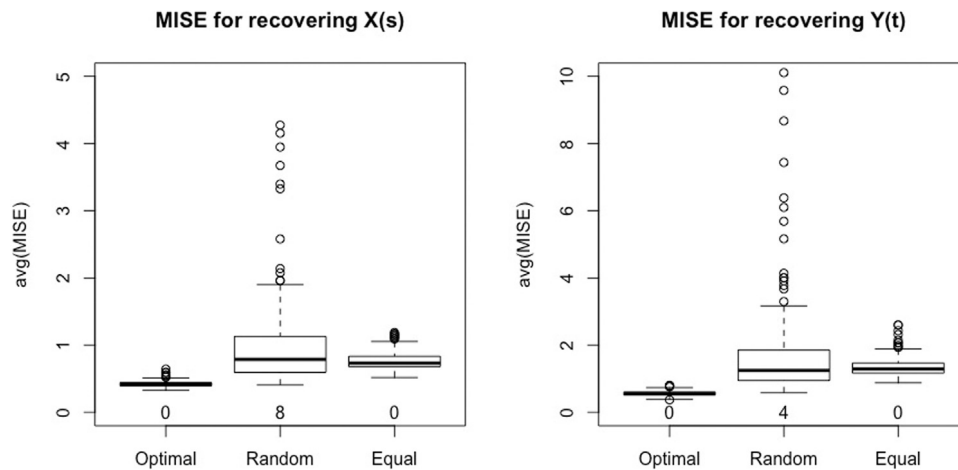 MISE for recovering X(s)
avg(MISE)
5
4
3
2
1
0
0 8 0
Optimal Random Equal
MISE for recovering Y(t)
avg(MISE)
10
8
6
4
2
0
0 4 0
Optimal Random Equal